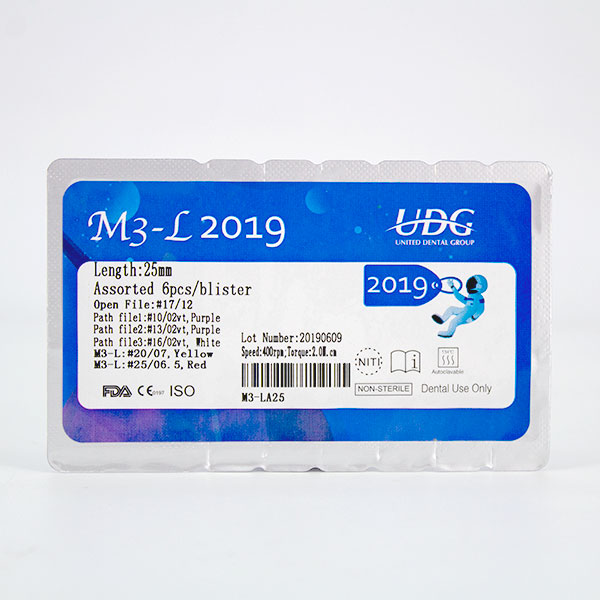 M3-L 2019
UDG
UNITED DENTAL GROUP
2019
Length:25mm
Assorted 6pcs/blister
Open File:#17/12
Path file1:#10/02vt,Purple
Path file2:#13/02vt,Purple
Path file3:#16/02vt, White
M3-L:#20/07,Yellow
M3-L:#25/06.5,Red
FDA CE0197 ISO
Lot Number:20190609
Speed:400rpm;Torque:2.0N.cm
M3-LA25
NITI
Autoclavable
NON-STERILE
Dental Use Only